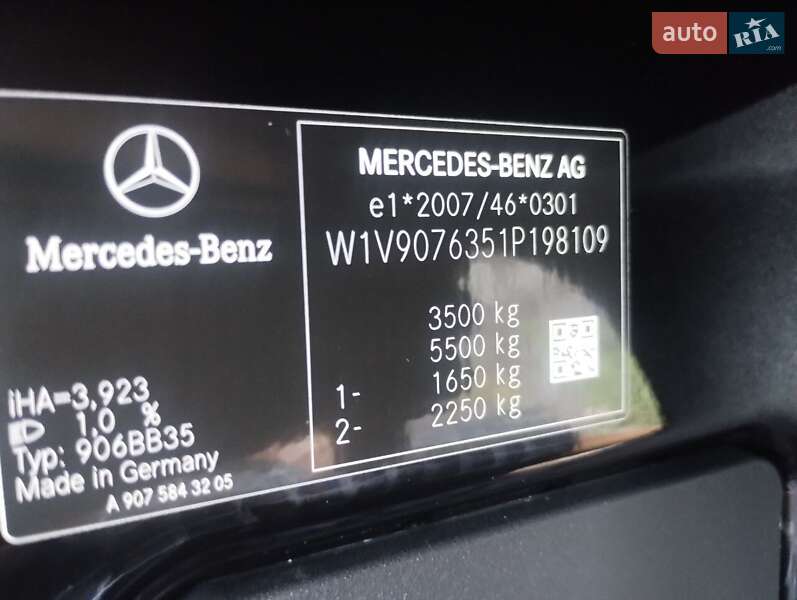 auto RIA.com
Mercedes-Benz
iHA=3,923
1,0 %
Typ: 906BB35
Made in Germany
A 907 584 32 05
MERCEDES-BENZ AG
e1*2007/46*0301
W1V9076351P198109
3500 kg
5500 kg
1- 1650 kg
2- 2250 kg